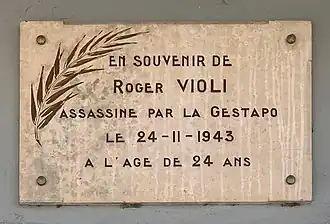 EN SOUVENIR DE
ROGER VIOLI
ASSASSINE PAR LA GESTAPO
LE 24-11-1943
A L'AGE DE 24 ANS